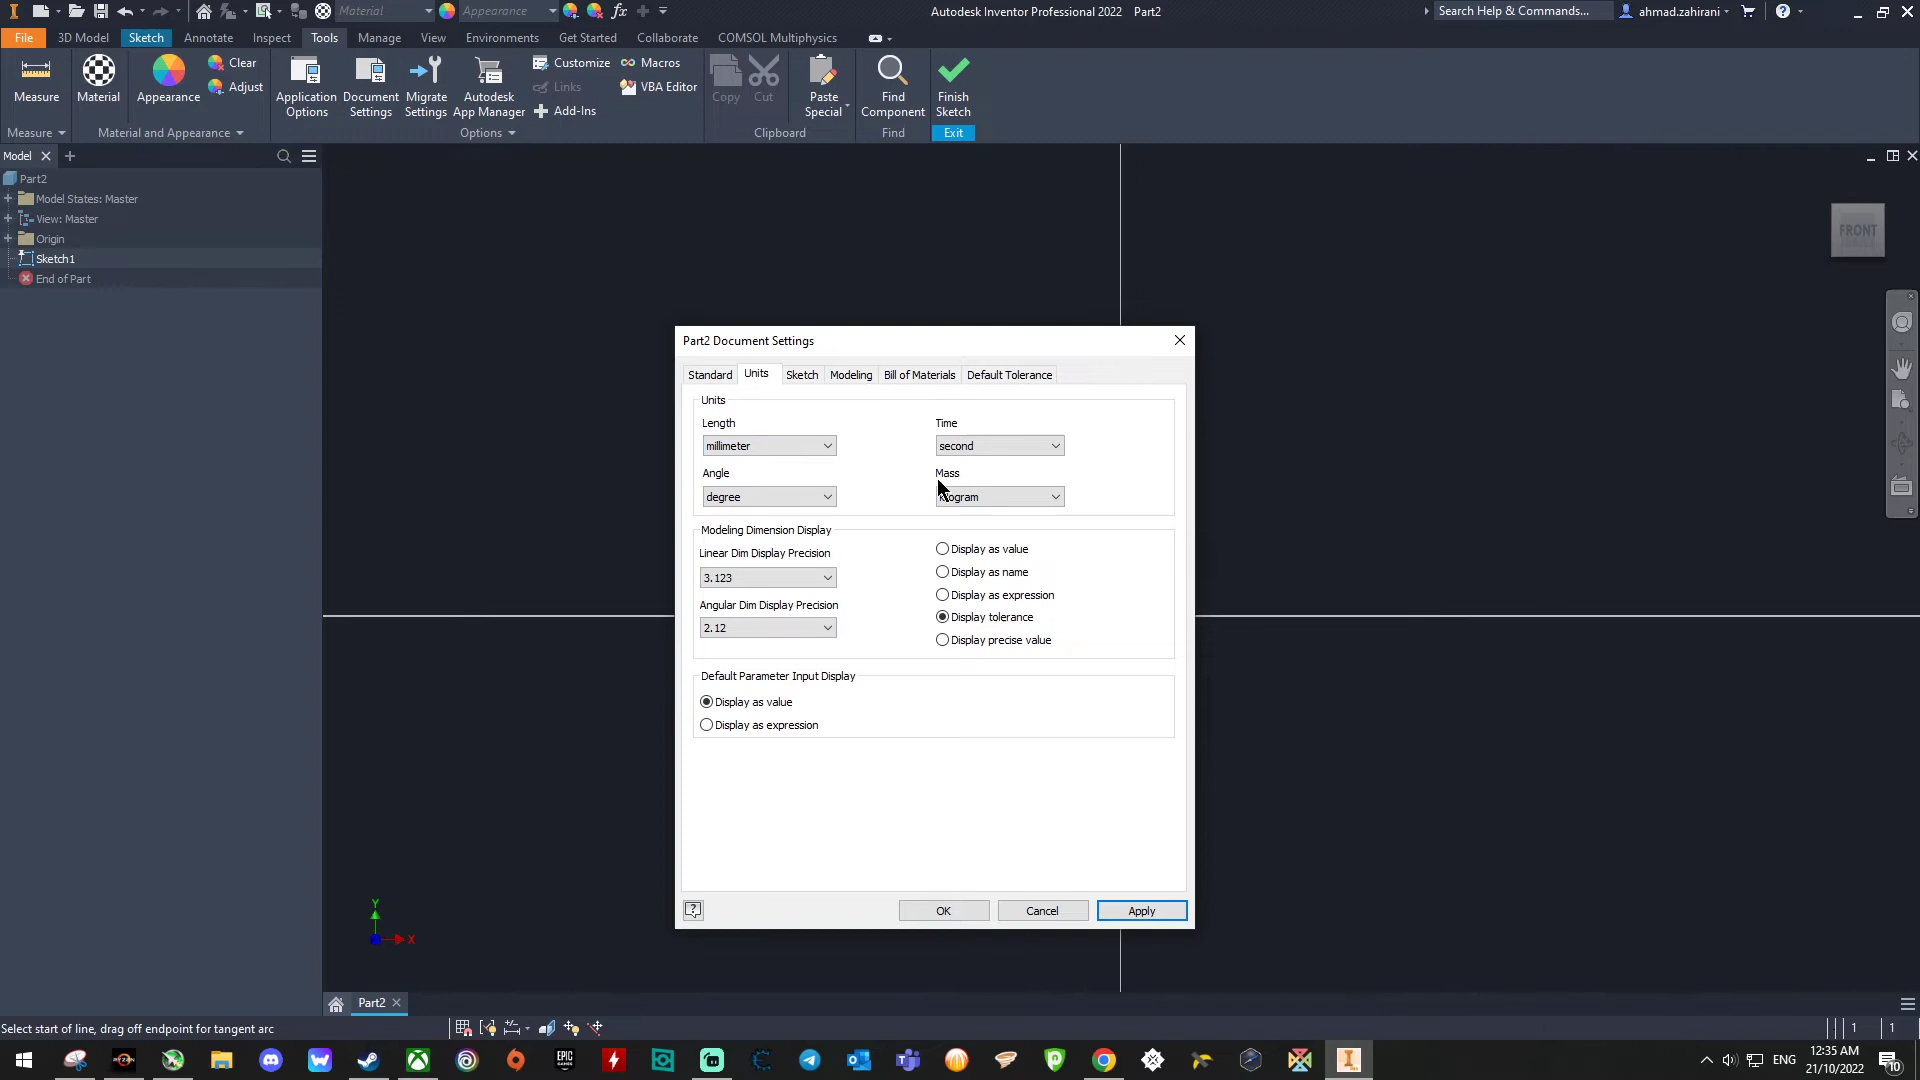 Material
Appearance
Autodesk Inventor Professional 2022 Part2
Search Help & Commands...
ahmad.zahirani
File 3D Model Sketch Annotate Inspect Tools Manage View Environments Get Started Collaborate COMSOL Multiphysics
Measure
Material
Appearance
Clear
Adjust
Application Options
Document Settings
Migrate Settings
Autodesk App Manager
Customize
Links
Add-Ins
Macros
VBA Editor
Copy
Cut
Paste Special
Find Component
Finish Sketch
Measure
Material and Appearance
Options
Clipboard
Find
Exit
Model
Part2
Model States: Master
View: Master
Origin
Sketch1
End of Part
FRONT
Part2 Document Settings
Standard Units Sketch Modeling Bill of Materials Default Tolerance
Units
Length
millimeter
Time
second
Angle
degree
Mass
Modeling Dimension Display
Linear Dim Display Precision
3.123
Angular Dim Display Precision
2.12
Display as value
Display as name
Display as expression
Display tolerance
Display precise value
Default Parameter Input Display
Display as value
Display as expression
OK
Cancel
Apply
Y
X
Part2
Select start of line, drag off endpoint for tangent arc
1 1
RYZEN
EPIC GAMES
ENG
12:35 AM
21/10/2022
10